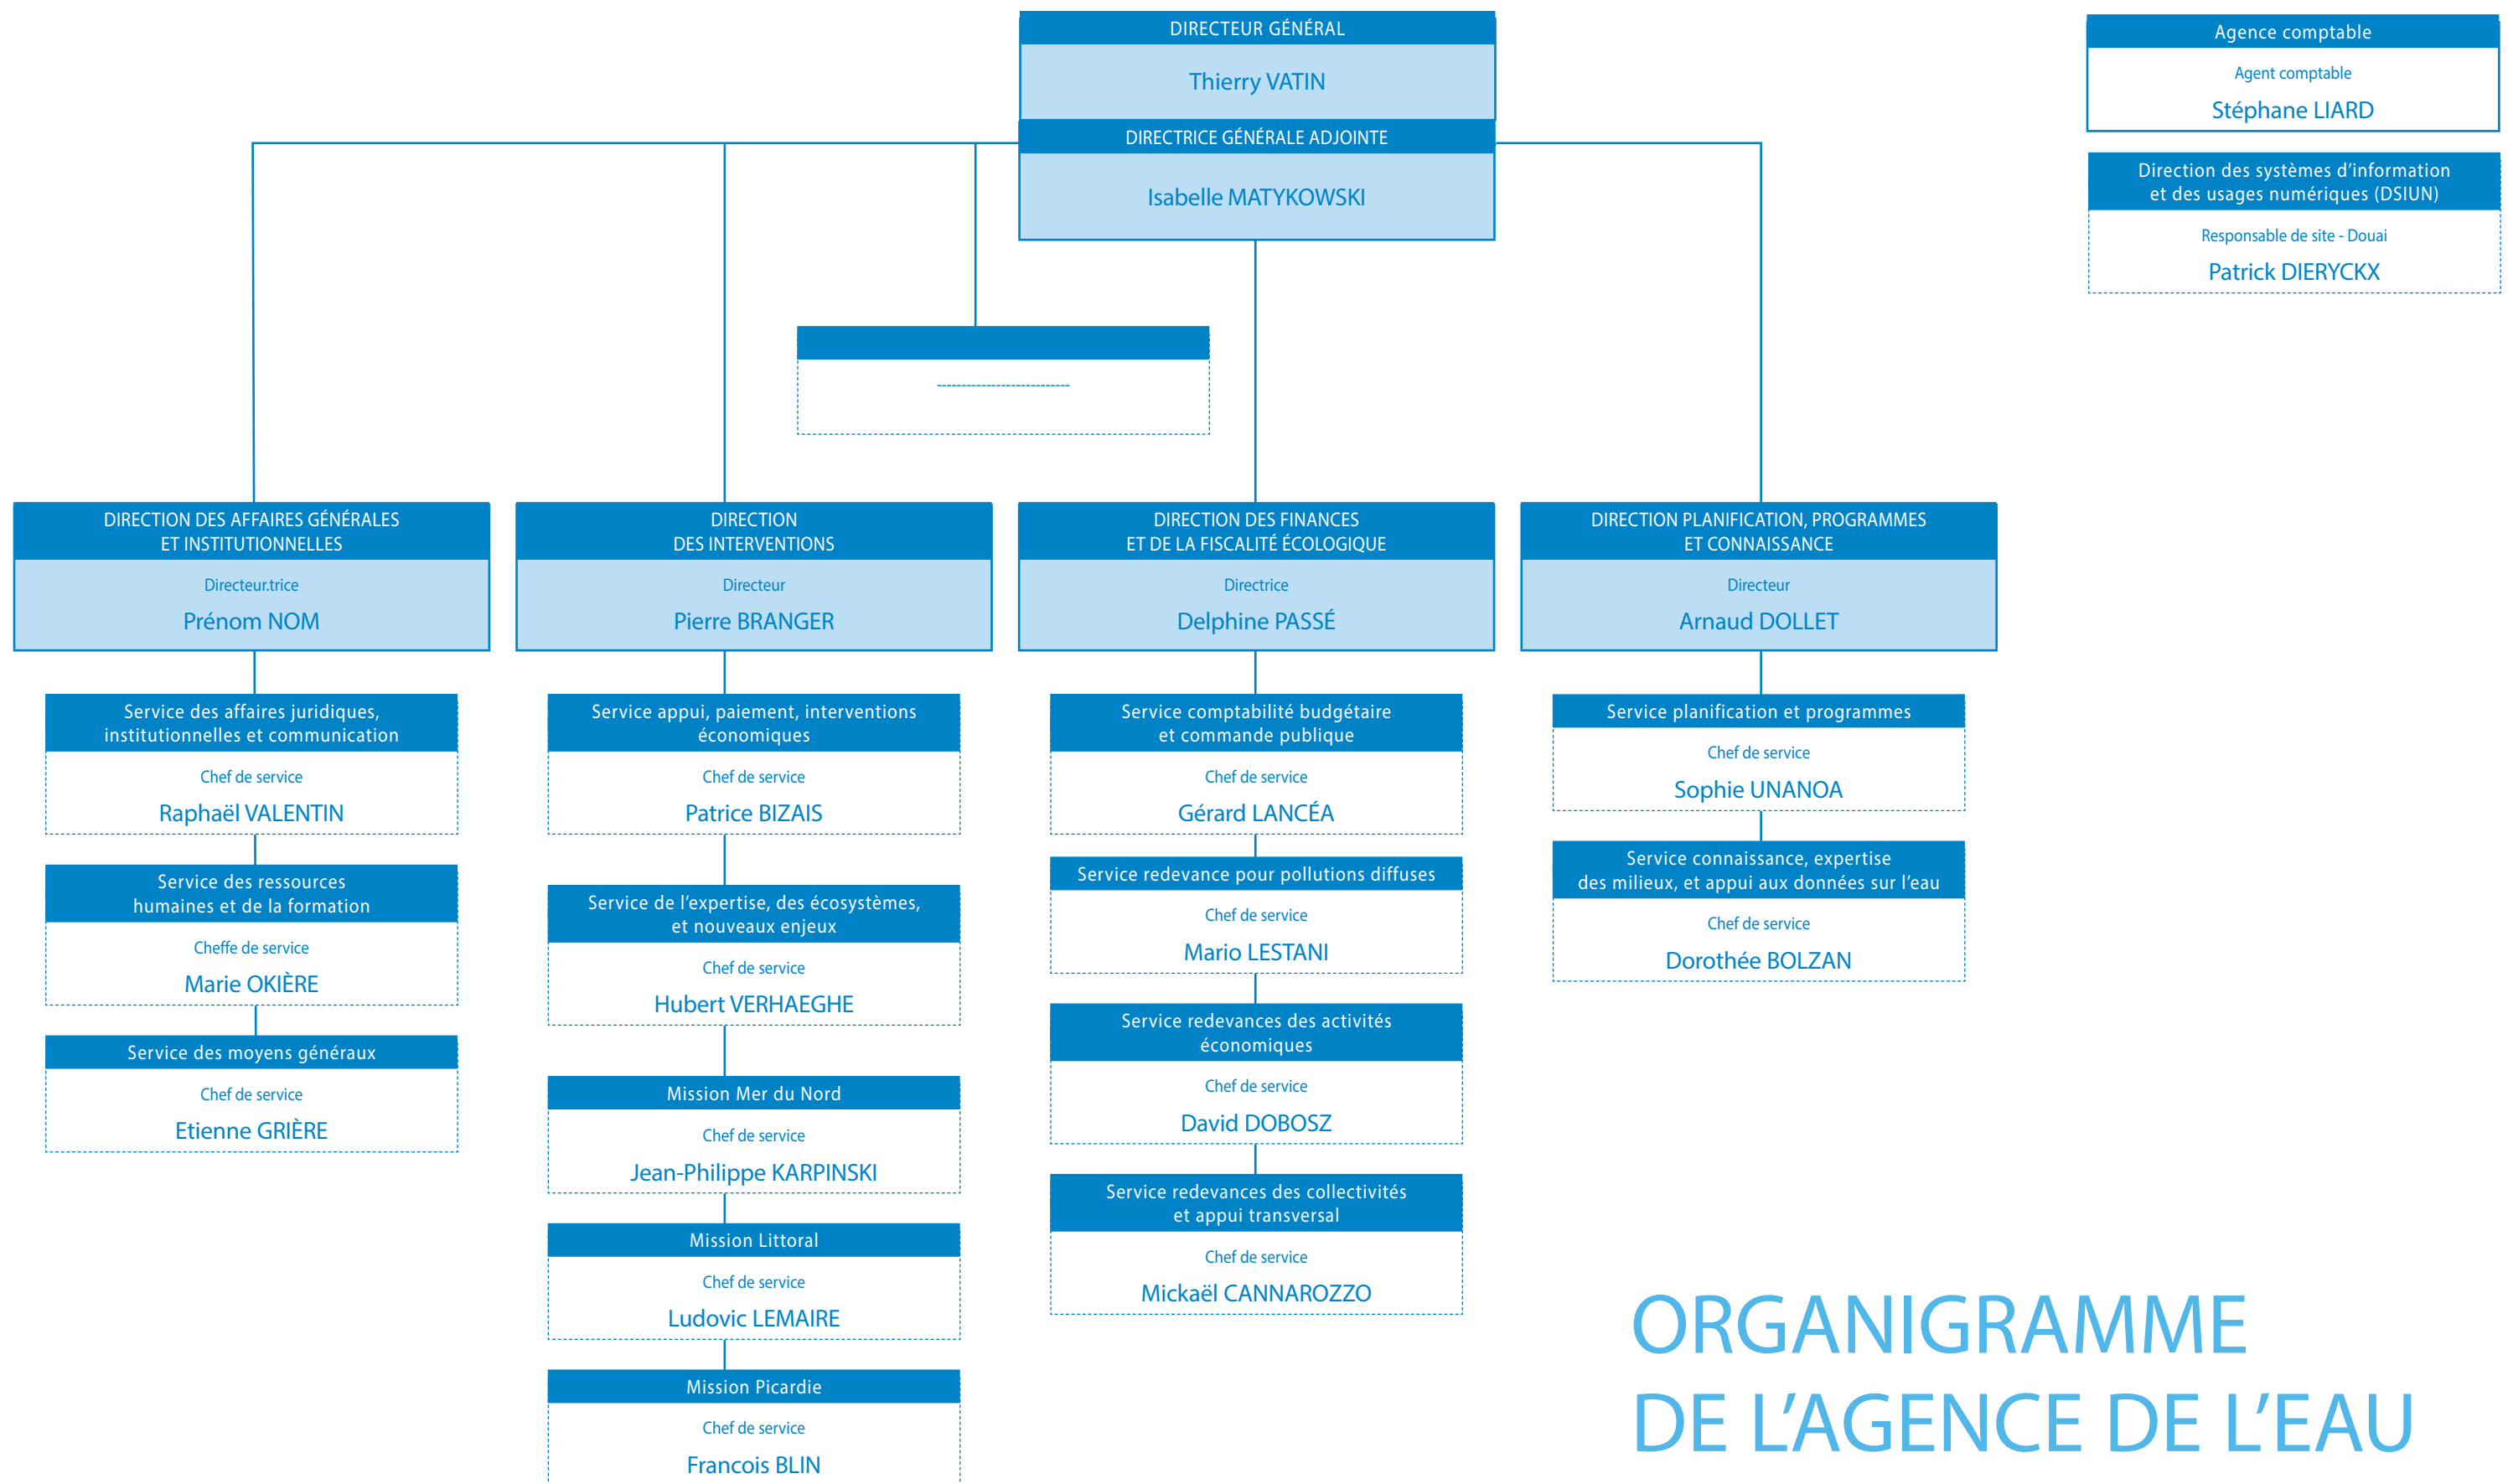 DIRECTEUR GÉNÉRAL
Thierry VATIN
DIRECTRICE GÉNÉRALE ADJOINTE
Isabelle MATYKOWSKI
Agence comptable
Agent comptable
Stéphane LIARD
Direction des systèmes d’information
et des usages numériques (DSIUN)
Responsable de site - Douai
Patrick DIERYCKX
---------------------------
DIRECTION DES AFFAIRES GÉNÉRALES
ET INSTITUTIONNELLES
Directeur.trice
Prénom NOM
Service des affaires juridiques,
institutionnelles et communication
Chef de service
Raphaël VALENTIN
Service des ressources
humaines et de la formation
Cheffe de service
Marie OKIÈRE
Service des moyens généraux
Chef de service
Etienne GRIÈRE
DIRECTION
DES INTERVENTIONS
Directeur
Pierre BRANGER
Service appui, paiement, interventions
économiques
Chef de service
Patrice BIZAIS
Service de l’expertise, des écosystèmes,
et nouveaux enjeux
Chef de service
Hubert VERHAEGHE
Mission Mer du Nord
Chef de service
Jean-Philippe KARPINSKI
Mission Littoral
Chef de service
Ludovic LEMAIRE
Mission Picardie
Chef de service
Francois BLIN
DIRECTION DES FINANCES
ET DE LA FISCALITÉ ÉCOLOGIQUE
Directrice
Delphine PASSÉ
Service comptabilité budgétaire
et commande publique
Chef de service
Gérard LANCÉA
Service redevance pour pollutions diffuses
Chef de service
Mario LESTANI
Service redevances des activités
économiques
Chef de service
David DOBOSZ
Service redevances des collectivités
et appui transversal
Chef de service
Mickaël CANNAROZZO
DIRECTION PLANIFICATION, PROGRAMMES
ET CONNAISSANCE
Directeur
Arnaud DOLLET
Service planification et programmes
Chef de service
Sophie UNANOA
Service connaissance, expertise
des milieux, et appui aux données sur l’eau
Chef de service
Dorothée BOLZAN
ORGANIGRAMME
DE L’AGENCE DE L’EAU